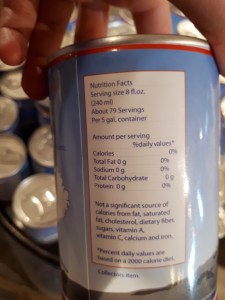 Nutrition Facts
Serving size 8 fl.oz.
(240 ml)
About 79 Servings
Per 5 gal. container
Amount per serving
%daily values*
Calories 0%
Total Fat 0 g 0%
Sodium 0 g 0%
Total Carbohydrate 0 g
Protein 0 g 0%
Not a significant source of
calories from fat, saturated
fat, cholesterol, dietary fiber,
sugars, vitamin A,
vitamin C, calcium and iron.
*Percent daily values are
based on a 2000 calorie diet.
Collectors Item.